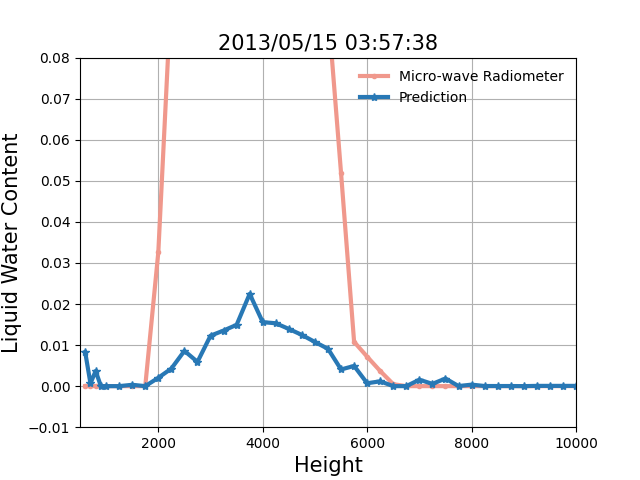 2013/05/15 03:57:38
Liquid Water Content
0.08
0.07
0.06
0.05
0.04
0.03
0.02
0.01
0.00
−0.01
Micro-wave Radiometer
Prediction
2000 4000 6000 8000 10000
Height